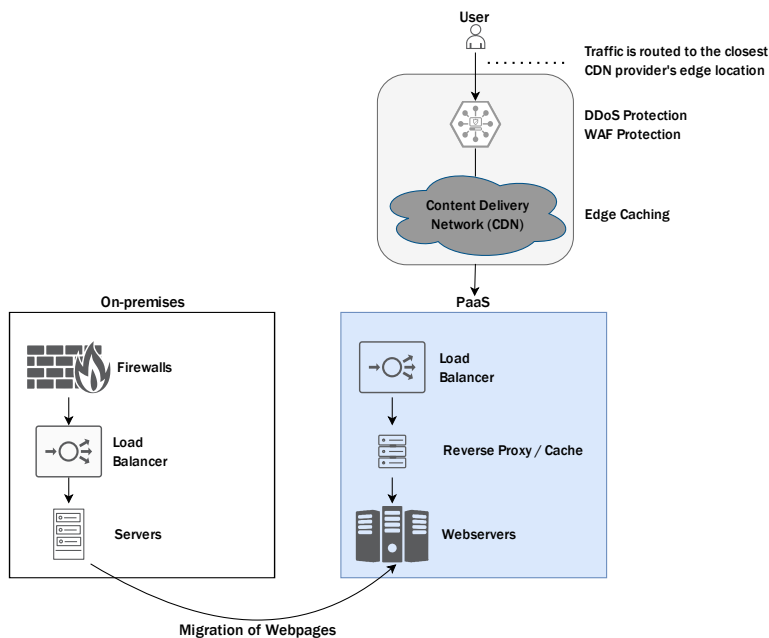 User
Traffic is routed to the closest
CDN provider's edge location
DDoS Protection
WAF Protection
Content Delivery
Network (CDN)
Edge Caching
On-premises
Firewalls
Load
Balancer
Servers
PaaS
Load
Balancer
Reverse Proxy / Cache
Webservers
Migration of Webpages